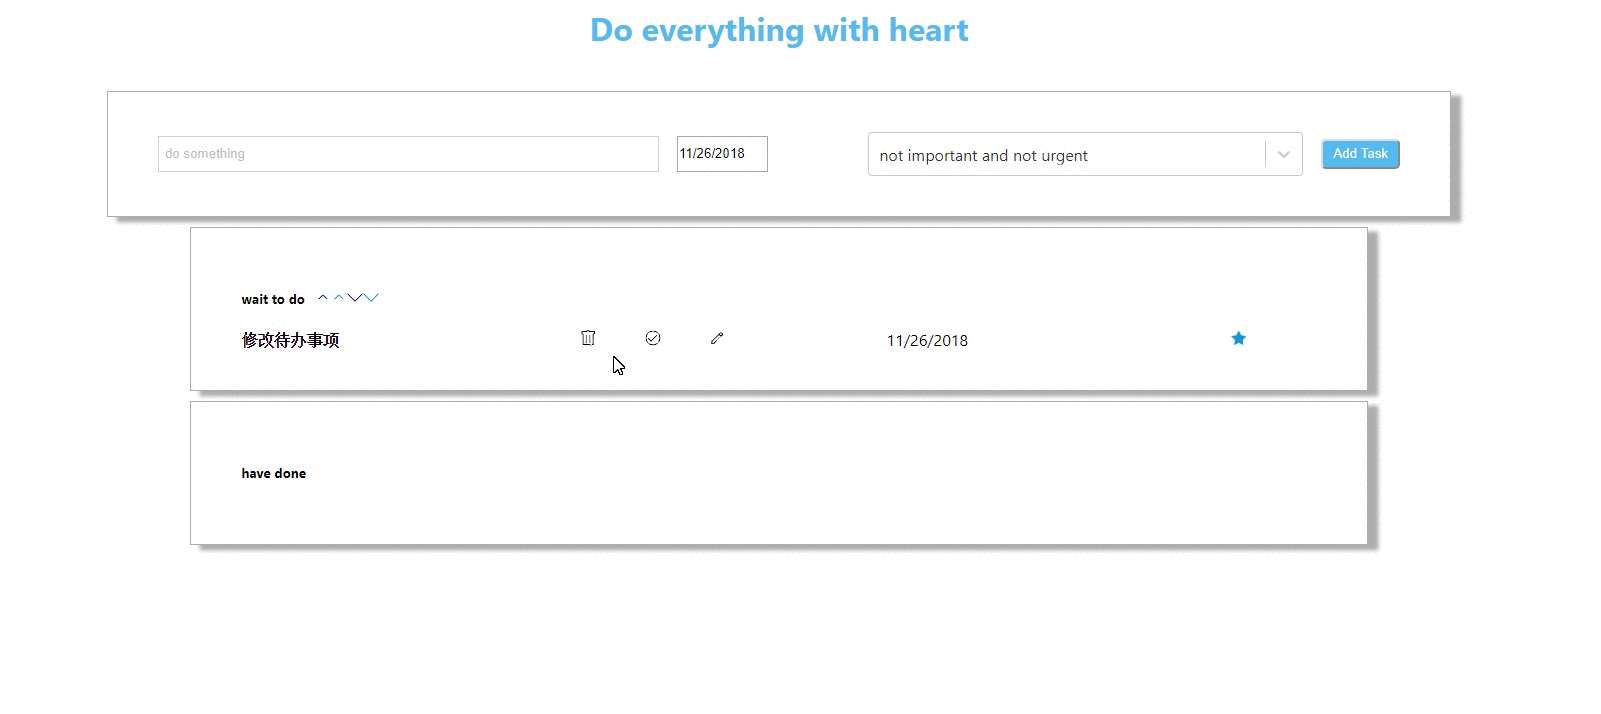 Do everything with heart
do something
11/26/2018
not important and not urgent
Add Task
wait to do
修改待办事项
11/26/2018
have done